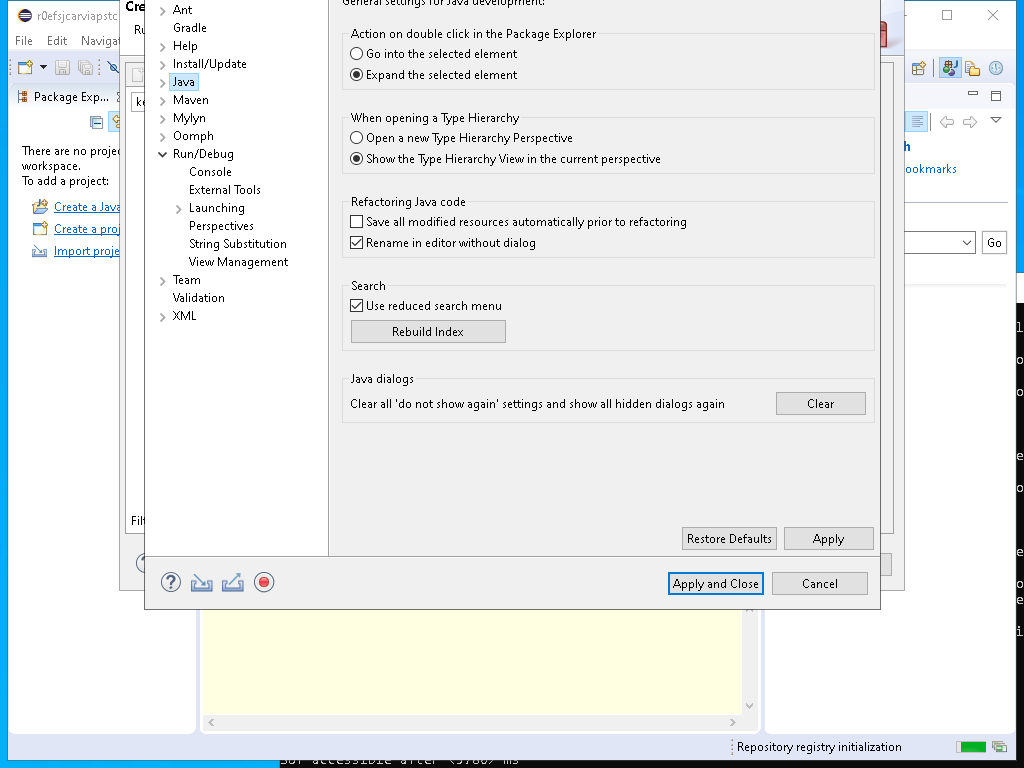 r0efsjcarviapstc
File Edit Navigat
Package Exp...
There are no proje
workspace.
To add a project:
Create a Java
Create a proj
Import proje
Cre
Ru
ke
Filt
Ant
Gradle
Help
Install/Update
Java
Maven
Mylyn
Oomph
Run/Debug
Console
External Tools
Launching
Perspectives
String Substitution
View Management
Team
Validation
XML
General settings for Java development:
Action on double click in the Package Explorer
Go into the selected element
Expand the selected element
When opening a Type Hierarchy
Open a new Type Hierarchy Perspective
Show the Type Hierarchy View in the current perspective
Refactoring Java code
Save all modified resources automatically prior to refactoring
Rename in editor without dialog
Search
Use reduced search menu
Rebuild Index
Java dialogs
Clear all 'do not show again' settings and show all hidden dialogs again
Clear
Restore Defaults
Apply
Apply and Close
Cancel
h
ookmarks
Go
Repository registry initialization